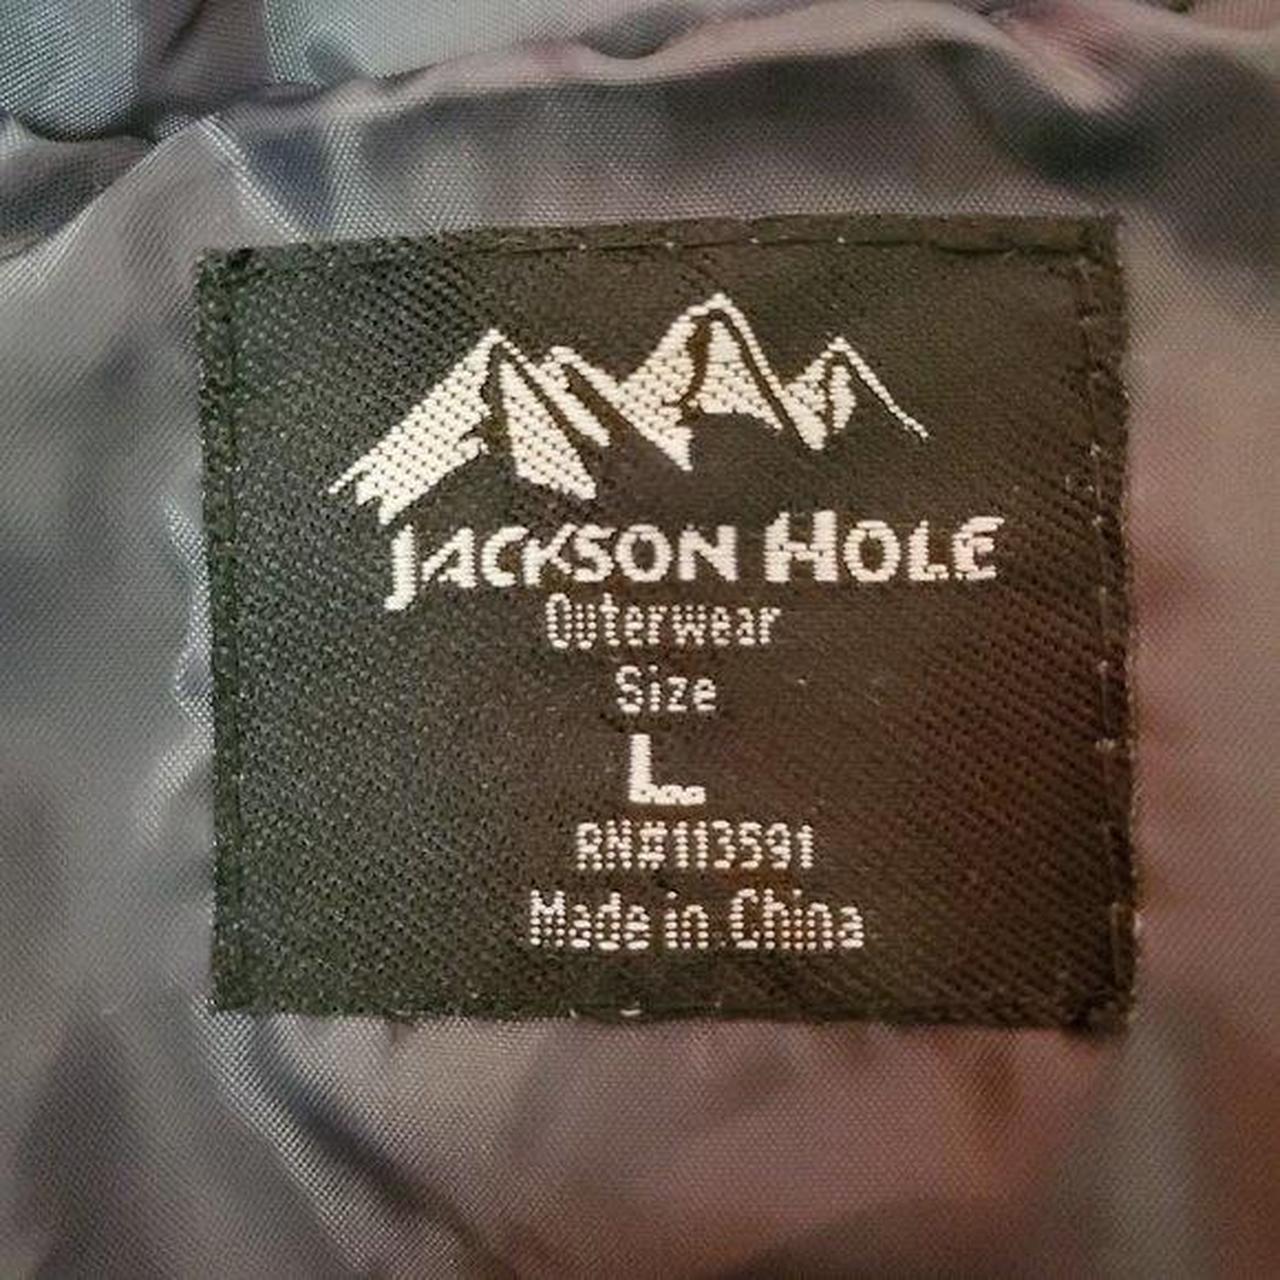 JACKSON HOLE
Outerwear
Size
L
RN#113591
Made in China